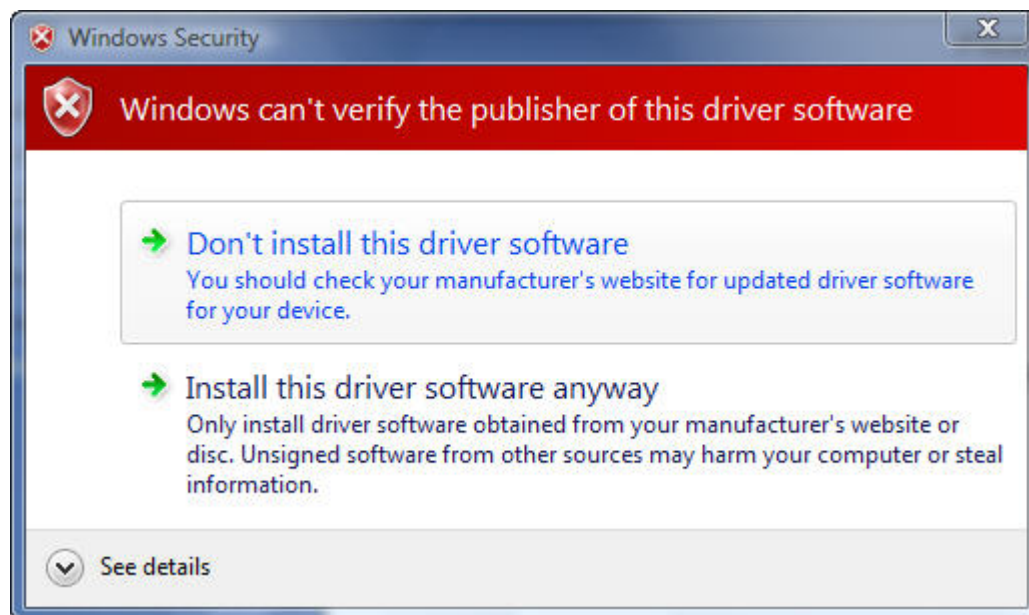 Windows Security
Windows can't verify the publisher of this driver software
Don't install this driver software
You should check your manufacturer's website for updated driver software
for your device.
Install this driver software anyway
Only install driver software obtained from your manufacturer's website or
disc. Unsigned software from other sources may harm your computer or steal
information.
See details